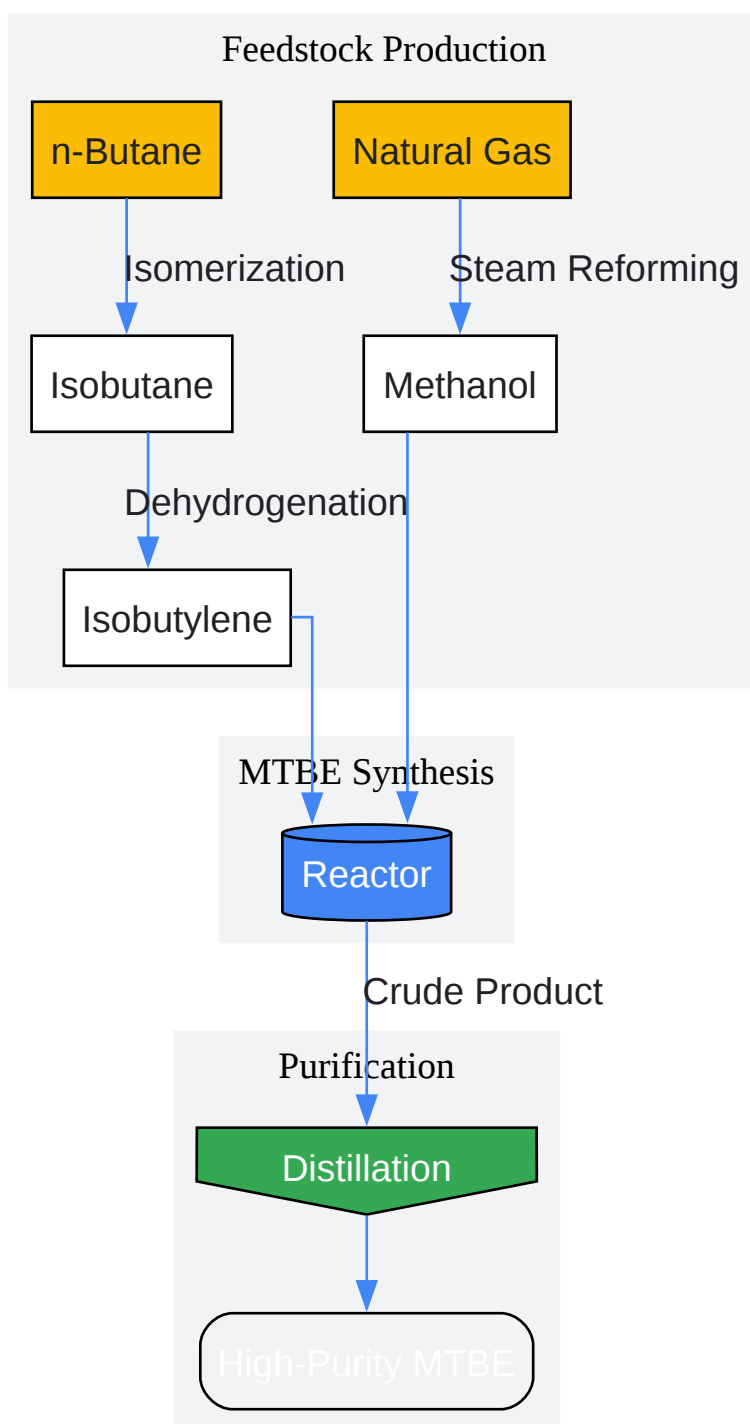 Feedstock Production
n-Butane
Natural Gas
Isomerization
Steam Reforming
Isobutane
Methanol
Dehydrogenation
Isobutylene
MTBE Synthesis
Reactor
Crude Product
Purification
Distillation
High-Purity MTBE